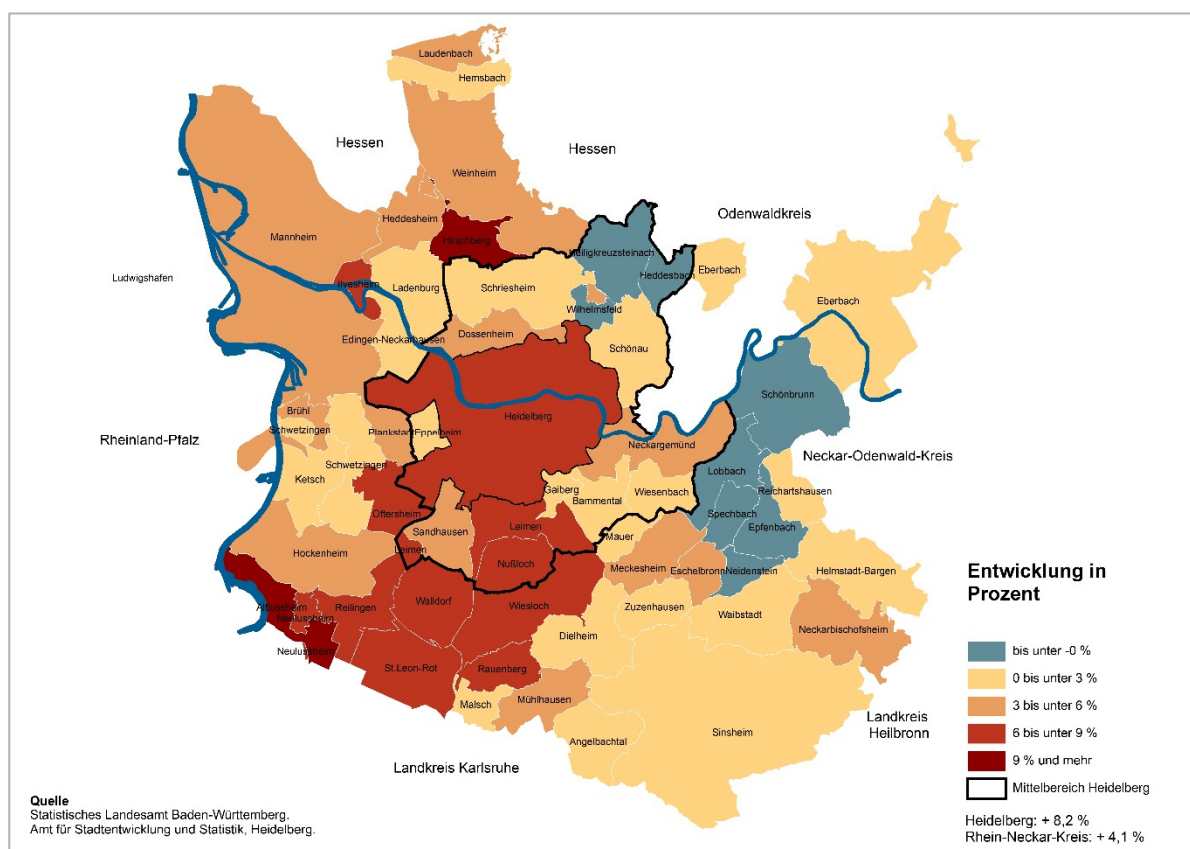 Laudenbach
Hemsbach
Hessen
Hessen
Weinheim
Odenwaldkreis
Heddesheim
Mannheim
Hirschberg
Heiligkreuzsteinach
Heddesbach
Eberbach
Ludwigshafen
Ilvesheim
Ladenburg
Schriesheim
Eberbach
Wilhelmsfeld
Dossenheim
Edingen-Neckarhausen
Schönau
Schönbrunn
Brühl
Heidelberg
Schwetzingen
Plankstadt
Eppelheim
Rheinland-Pfalz
Neckargemünd
Neckar-Odenwald-Kreis
Schwetzingen
Lobbach
Ketsch
Gaiberg
Wiesenbach
Reichartshausen
Bammental
Oftersheim
Spechbach
Leimen
Epfenbach
Sandhausen
Mauer
Leimen
Hockenheim
Nußloch
Meckesheim
Eschelbronn
Neidenstein
Helmstadt-Bargen
Altlussheim
Reilingen
Walldorf
Wiesloch
Zuzenhausen
Waibstadt
Neulussheim
Neckarbischofsheim
Dielheim
Neulussheim
St.Leon-Rot
Rauenberg
Malsch
Mühlhausen
Sinsheim
Angelbachtal
Landkreis
Heilbronn
Landkreis Karlsruhe
Entwicklung in
Prozent
bis unter -0 %
0 bis unter 3 %
3 bis unter 6 %
6 bis unter 9 %
9 % und mehr
Mittelbereich Heidelberg
Heidelberg: + 8,2 %
Rhein-Neckar-Kreis: + 4,1 %
Quelle
Statistisches Landesamt Baden-Württemberg.
Amt für Stadtentwicklung und Statistik, Heidelberg.